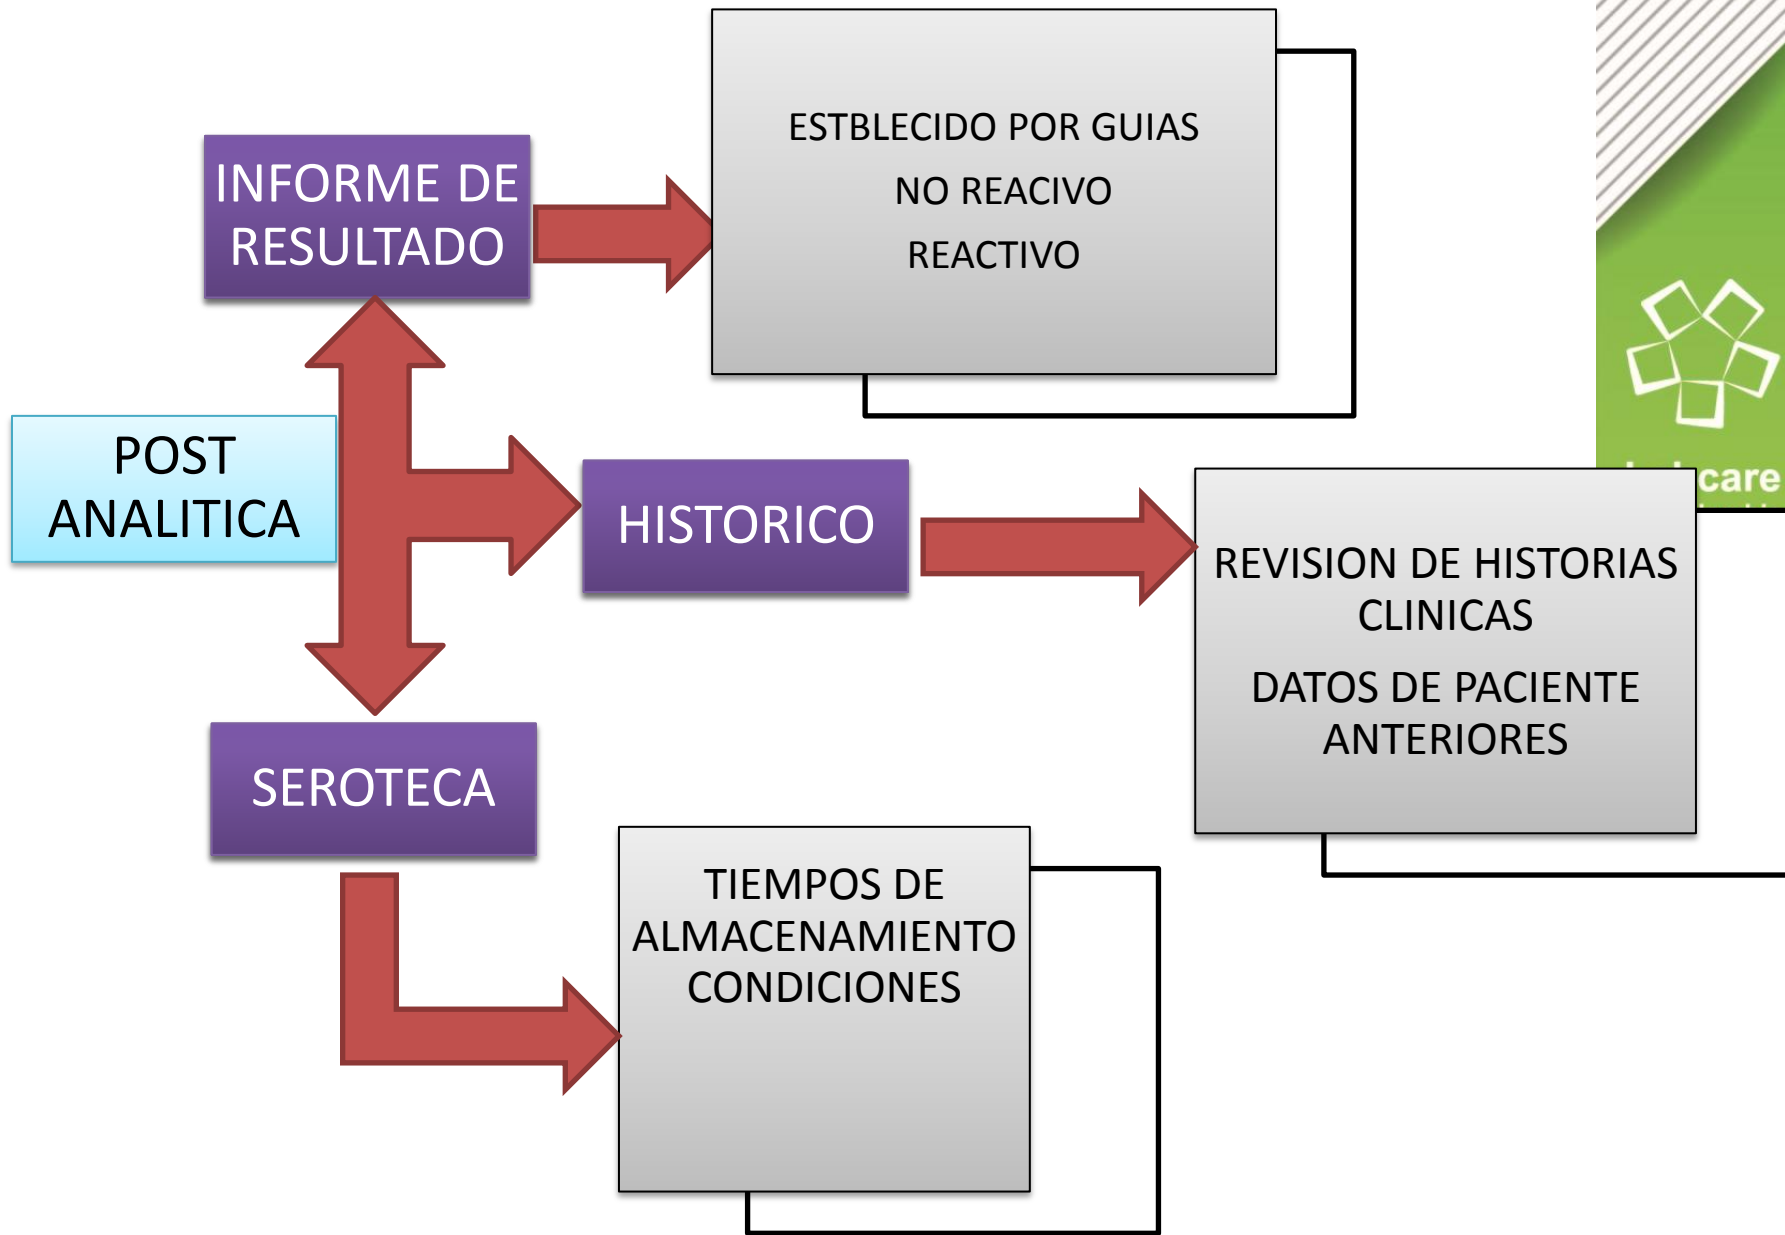 INFORME DE
RESULTADO
ESTBLECIDO POR GUIAS
NO REACIVO
REACTIVO
POST
ANALITICA
HISTORICO
care
REVISION DE HISTORIAS
CLINICAS
DATOS DE PACIENTE
ANTERIORES
SEROTECA
TIEMPOS DE
ALMACENAMIENTO
CONDICIONES